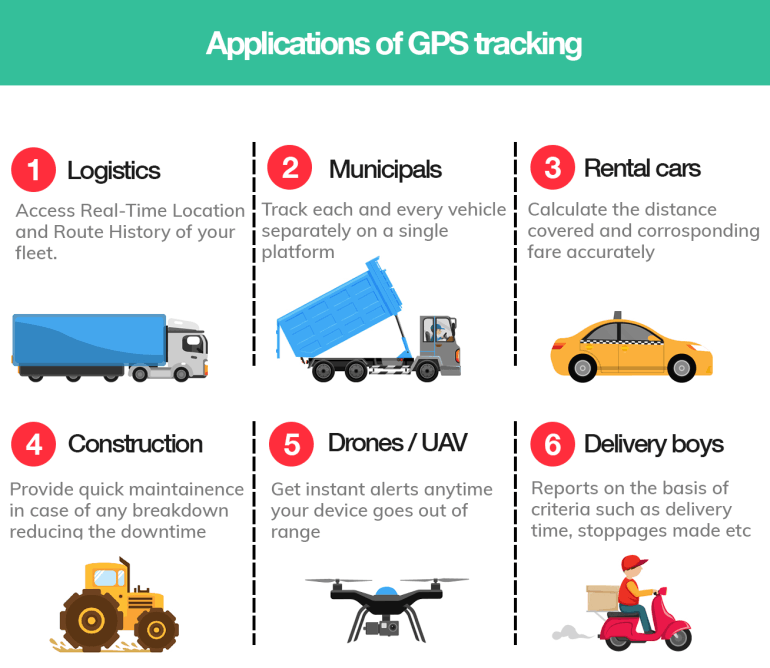 Applications of GPS tracking
1 Logistics
Access Real-Time Location
and Route History of your
fleet.
2 Municipals
Track each and every vehicle
separately on a single
platform
3 Rental cars
Calculate the distance
covered and corrosponding
fare accurately
4 Construction
Provide quick maintainence
in case of any breakdown
reducing the downtime
5 Drones / UAV
Get instant alerts anytime
your device goes out of
range
6 Delivery boys
Reports on the basis of
criteria such as delivery
time, stoppages made etc